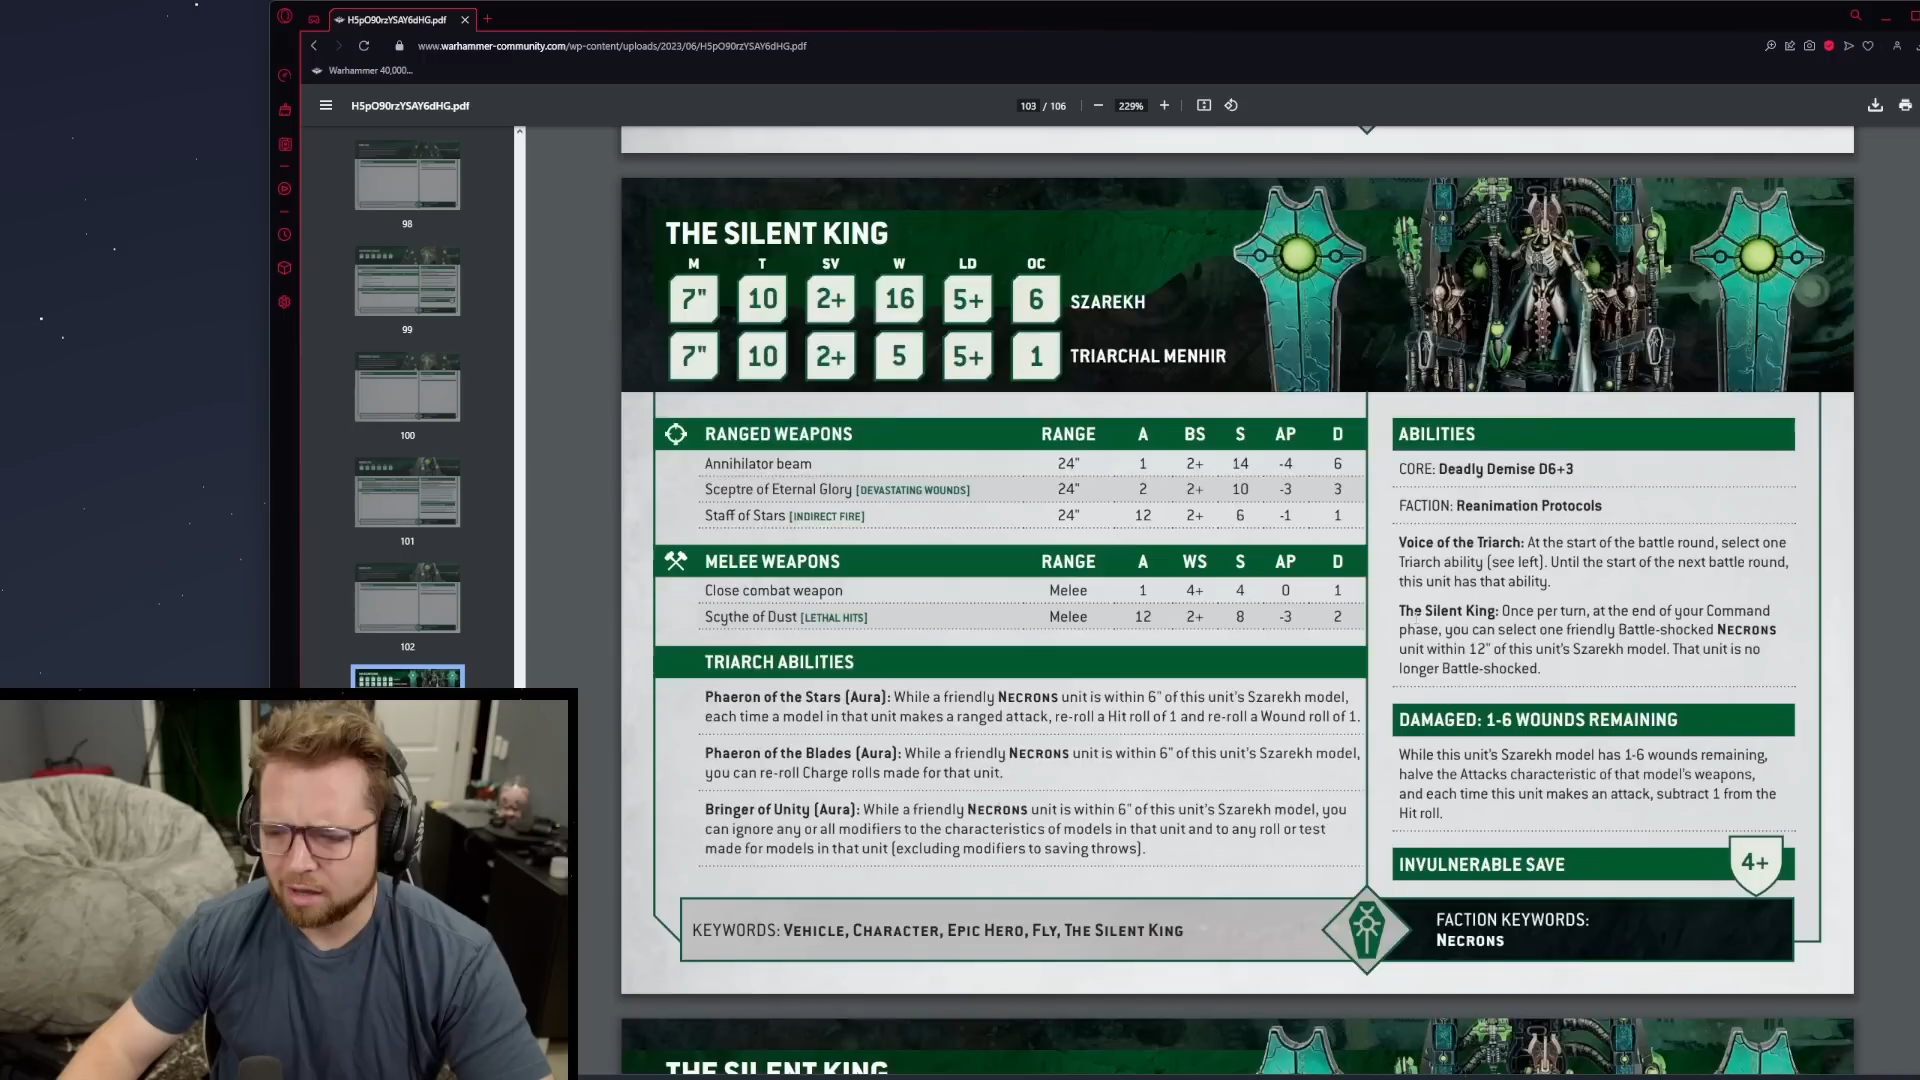 H5pO90rzYSAY6dHG.pdf
www.warhammer-community.com/wp-content/uploads/2023/06/H5pO90rzYSAY6dHG.pdf
Warhammer 40,000...
H5pO90rzYSAY6dHG.pdf
103 / 106
229%
98
99
100
101
102
THE SILENT KING
M T SV W LD OC
7" 10 2+ 16 5+ 6 SZAREKH
7" 10 2+ 5 5+ 1 TRIARCHAL MENHIR
RANGED WEAPONS RANGE A BS S AP D
Annihilator beam 24" 1 2+ 14 -4 6
Sceptre of Eternal Glory [DEVASTATING WOUNDS] 24" 2 2+ 10 -3 3
Staff of Stars [INDIRECT FIRE] 24" 12 2+ 6 -1 1
MELEE WEAPONS RANGE A WS S AP D
Close combat weapon Melee 1 4+ 4 0 1
Scythe of Dust [LETHAL HITS] Melee 12 2+ 8 -3 2
TRIARCH ABILITIES
Phaeron of the Stars (Aura): While a friendly NECRONS unit is within 6" of this unit's Szarekh model,
each time a model in that unit makes a ranged attack, re-roll a Hit roll of 1 and re-roll a Wound roll of 1.
Phaeron of the Blades (Aura): While a friendly NECRONS unit is within 6" of this unit's Szarekh model,
you can re-roll Charge rolls made for that unit.
Bringer of Unity (Aura): While a friendly NECRONS unit is within 6" of this unit's Szarekh model, you
can ignore any or all modifiers to the characteristics of models in that unit and to any roll or test
made for models in that unit (excluding modifiers to saving throws).
ABILITIES
CORE: Deadly Demise D6+3
FACTION: Reanimation Protocols
Voice of the Triarch: At the start of the battle round, select one
Triarch ability (see left). Until the start of the next battle round,
this unit has that ability.
The Silent King: Once per turn, at the end of your Command
phase, you can select one friendly Battle-shocked NECRONS
unit within 12" of this unit's Szarekh model. That unit is no
longer Battle-shocked.
DAMAGED: 1-6 WOUNDS REMAINING
While this unit's Szarekh model has 1-6 wounds remaining,
halve the Attacks characteristic of that model's weapons,
and each time this unit makes an attack, subtract 1 from the
Hit roll.
INVULNERABLE SAVE 4+
KEYWORDS: VEHICLE, CHARACTER, EPIC HERO, FLY, THE SILENT KING
FACTION KEYWORDS:
NECRONS
THE SILENT KING